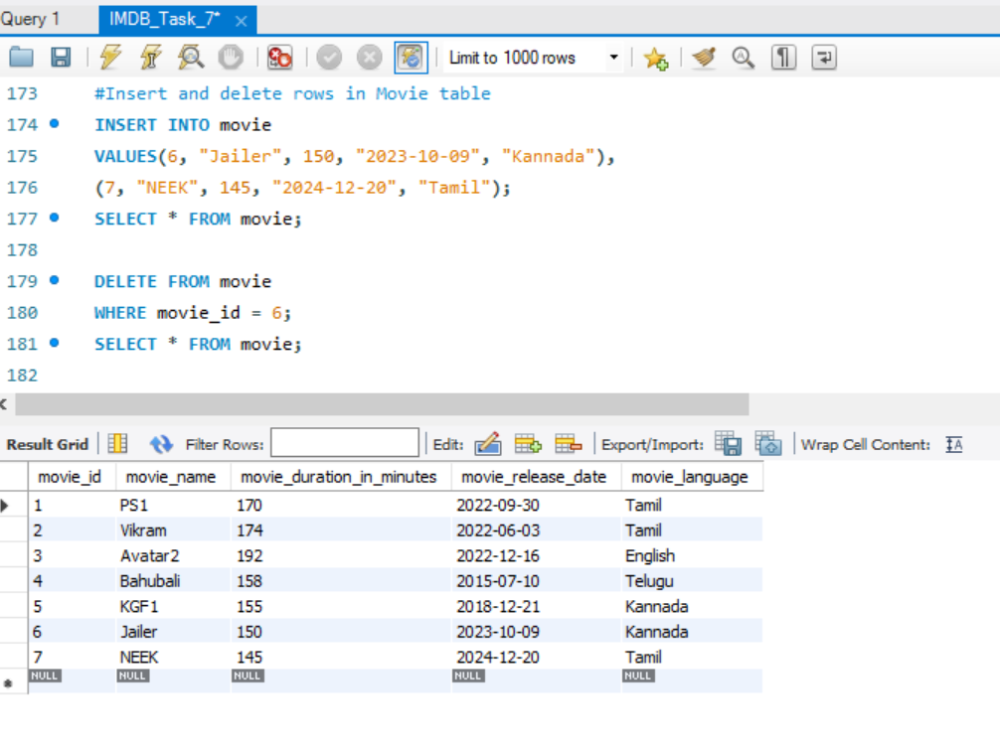 Query 1 IMDB_Task_7* ×
Limit to 1000 rows
173 #Insert and delete rows in Movie table
174 INSERT INTO movie
175 VALUES(6, "Jailer", 150, "2023-10-09", "Kannada"),
176 (7, "NEEK", 145, "2024-12-20", "Tamil");
177 SELECT * FROM movie;
178
179 DELETE FROM movie
180 WHERE movie_id = 6;
181 SELECT * FROM movie;
182
Result Grid Filter Rows: Edit: Export/Import: Wrap Cell Content: IA
movie_id movie_name movie_duration_in_minutes movie_release_date movie_language
1 PS1 170 2022-09-30 Tamil
2 Vikram 174 2022-06-03 Tamil
3 Avatar2 192 2022-12-16 English
4 Bahubali 158 2015-07-10 Telugu
5 KGF1 155 2018-12-21 Kannada
6 Jailer 150 2023-10-09 Kannada
7 NEEK 145 2024-12-20 Tamil
NULL NULL NULL NULL NULL